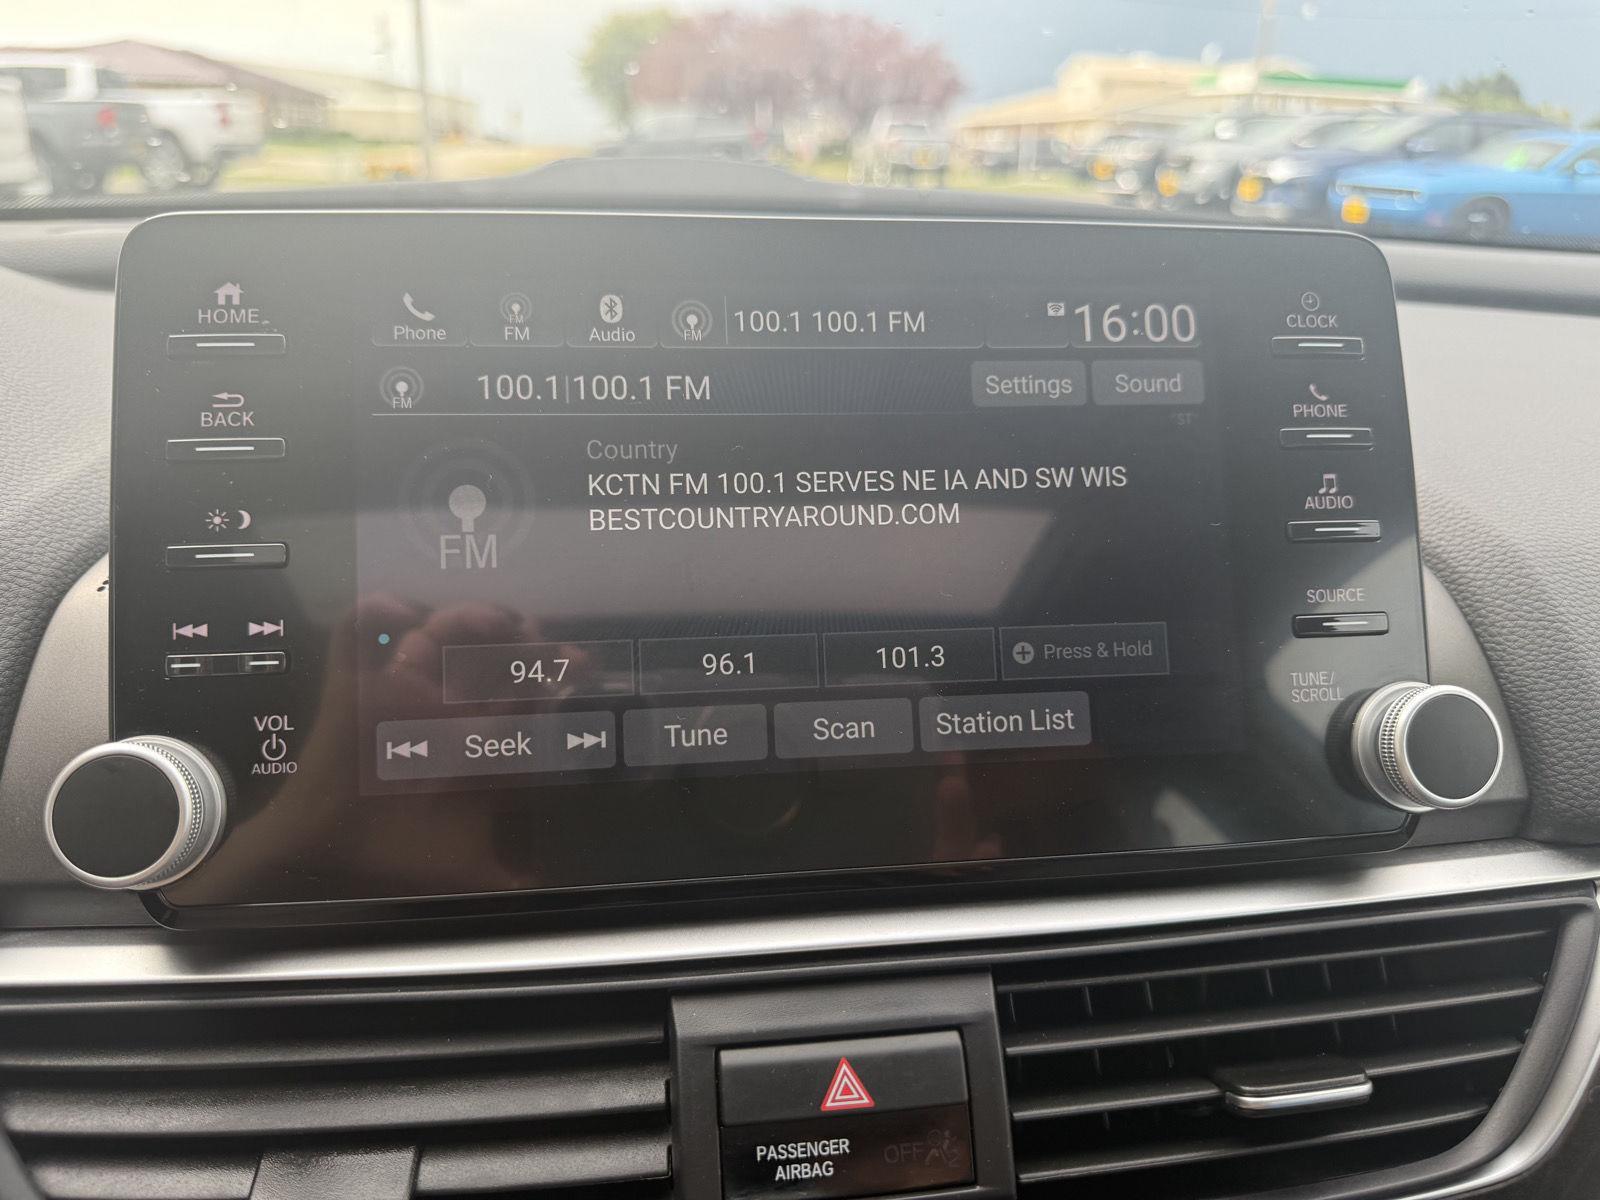 HOME
BACK
VOL
AUDIO
Phone
FM
Audio
FM
100.1 100.1 FM
16:00
FM
100.1|100.1 FM
Settings
Sound
ST
Country
KCTN FM 100.1 SERVES NE IA AND SW WIS
BESTCOUNTRYAROUND.COM
FM
94.7
96.1
101.3
Press & Hold
Seek
Tune
Scan
Station List
CLOCK
PHONE
AUDIO
SOURCE
TUNE/
SCROLL
PASSENGER
AIRBAG
OFF